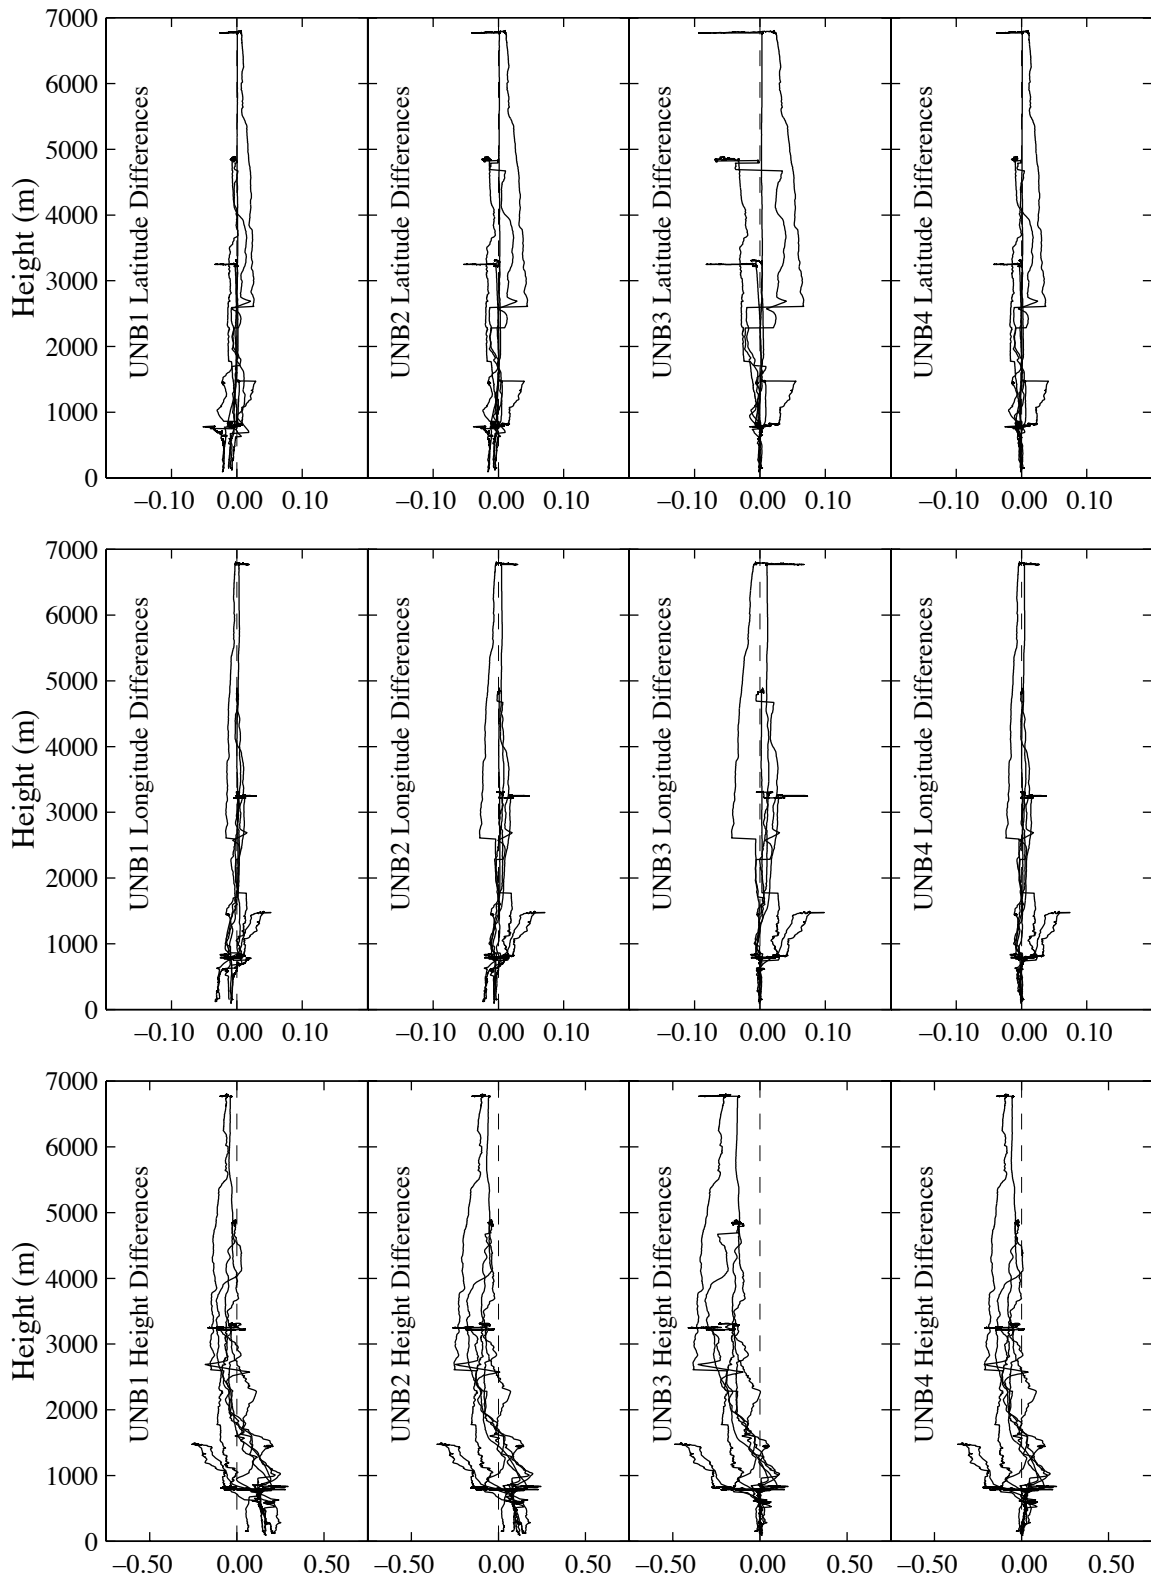 7000
6000
5000
4000
3000
2000
1000
0
Height (m)
UNB1 Latitude Differences
UNB2 Latitude Differences
UNB3 Latitude Differences
UNB4 Latitude Differences
−0.10 0.00 0.10 −0.10 0.00 0.10 −0.10 0.00 0.10 −0.10 0.00 0.10
7000
6000
5000
4000
3000
2000
1000
0
Height (m)
UNB1 Longitude Differences
UNB2 Longitude Differences
UNB3 Longitude Differences
UNB4 Longitude Differences
−0.10 0.00 0.10 −0.10 0.00 0.10 −0.10 0.00 0.10 −0.10 0.00 0.10
7000
6000
5000
4000
3000
2000
1000
0
Height (m)
UNB1 Height Differences
UNB2 Height Differences
UNB3 Height Differences
UNB4 Height Differences
−0.50 0.00 0.50 −0.50 0.00 0.50 −0.50 0.00 0.50 −0.50 0.00 0.50